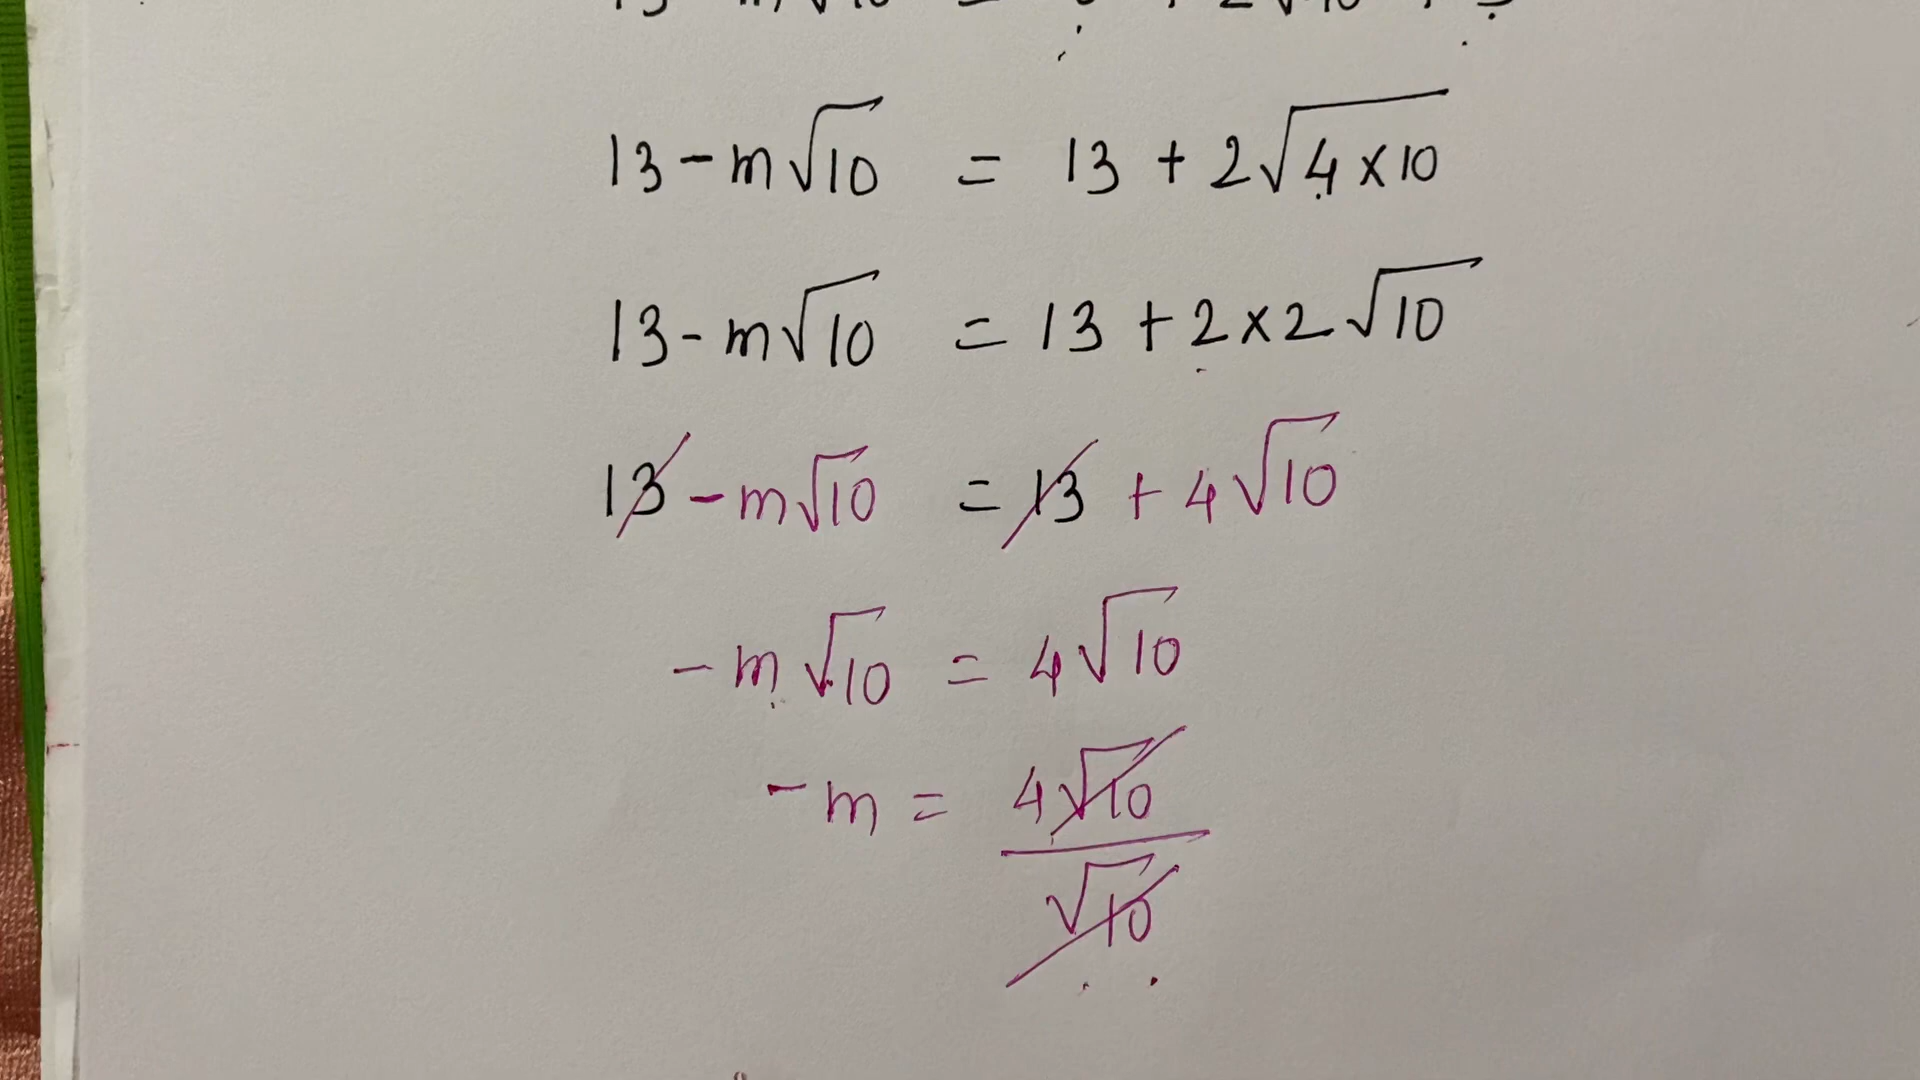 13 - m√10 = 13 + 2√4 × 10
13 - m√10 = 13 + 2 × 2√10
13 - m√10 = 13 + 4√10
- m√10 = 4√10
- m = 4√10
√10